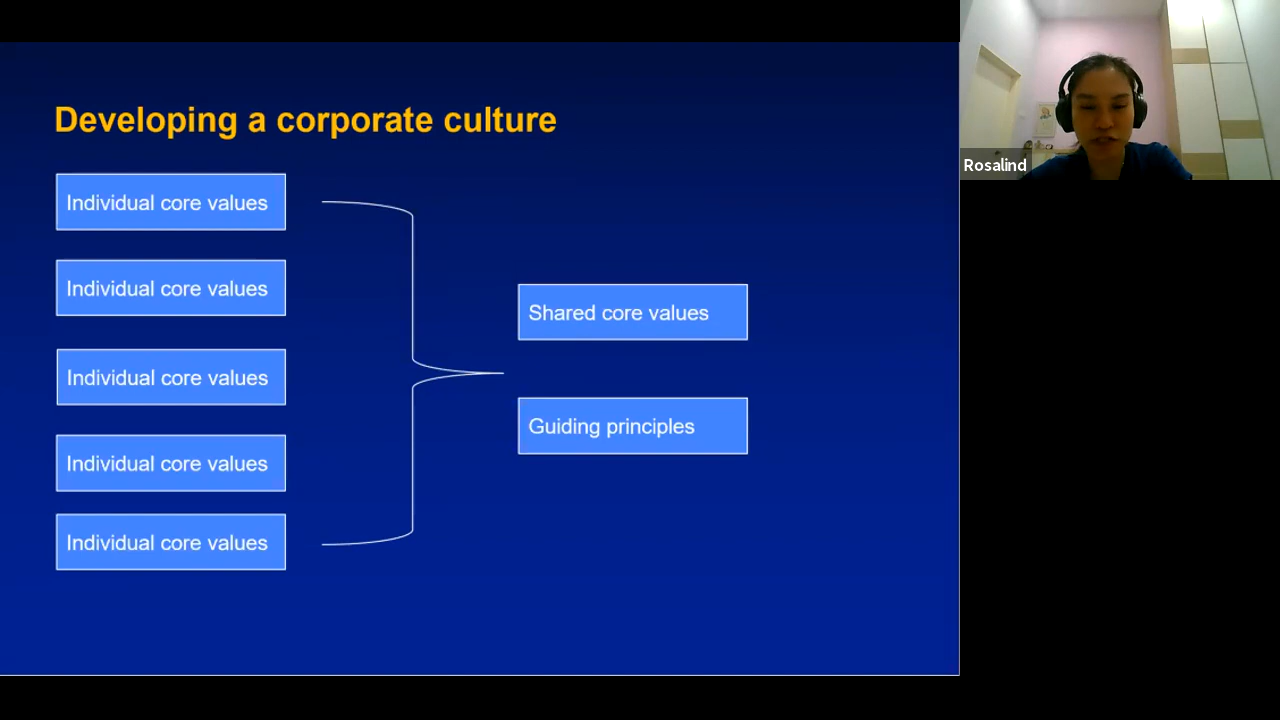 Developing a corporate culture
Individual core values
Individual core values
Individual core values
Individual core values
Individual core values
Shared core values
Guiding principles
Rosalind